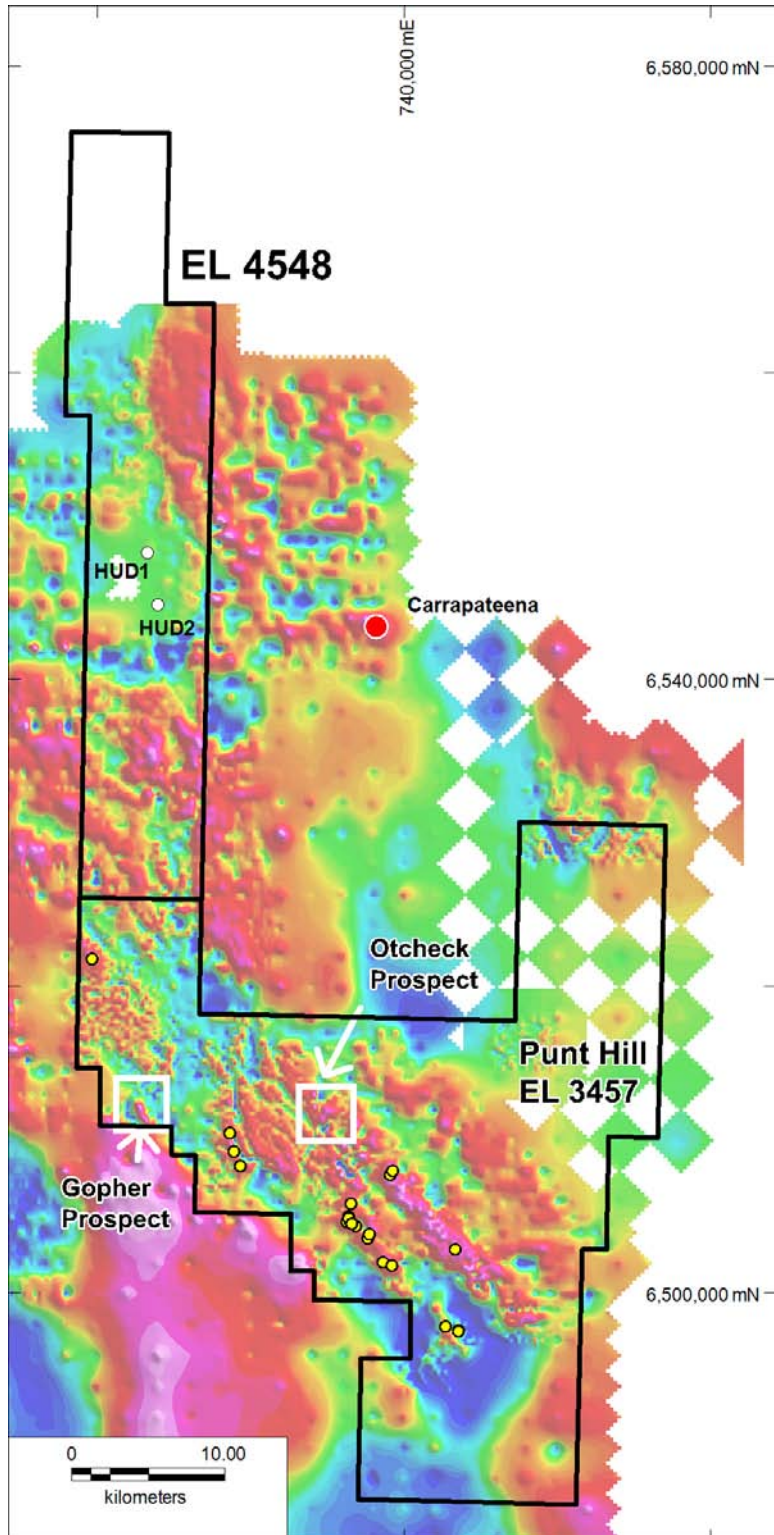 740,000 mE
6,580,000 mN
EL 4548
HUD1
HUD2
Carrapateena
6,540,000 mN
Otcheck
Prospect
Punt Hill
EL 3457
Gopher
Prospect
6,500,000 mN
0 10.00
kilometers